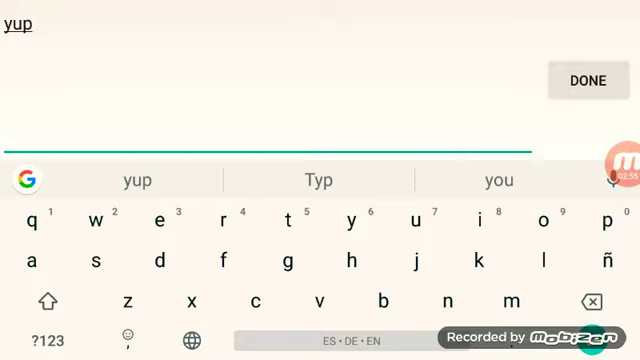 yup
DONE
03:55
yup Typ you
q 1 w 2 e 3 r 4 t 5 y 6 u 7 i 8 o 9 p 0
a s d f g h j k l ñ
z x c v b n m
?123 , ES • DE • EN .
Recorded by Mobizen